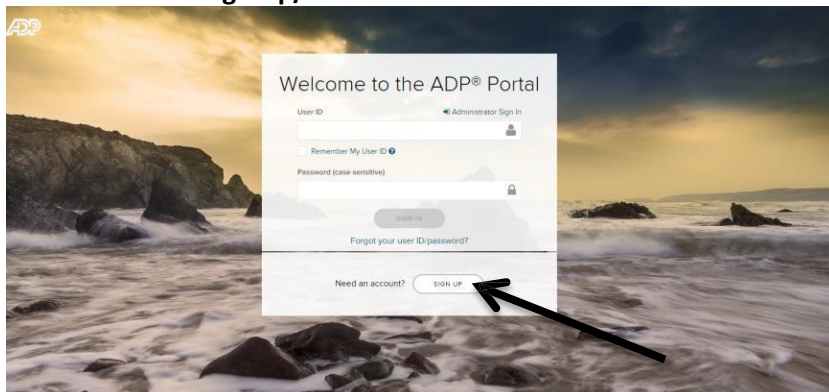 ADP
Welcome to the ADP® Portal
User ID
Administrator Sign In
Remember My User ID
Password (case sensitive)
SIGN IN
Forgot your user ID/password?
Need an account?
SIGN UP